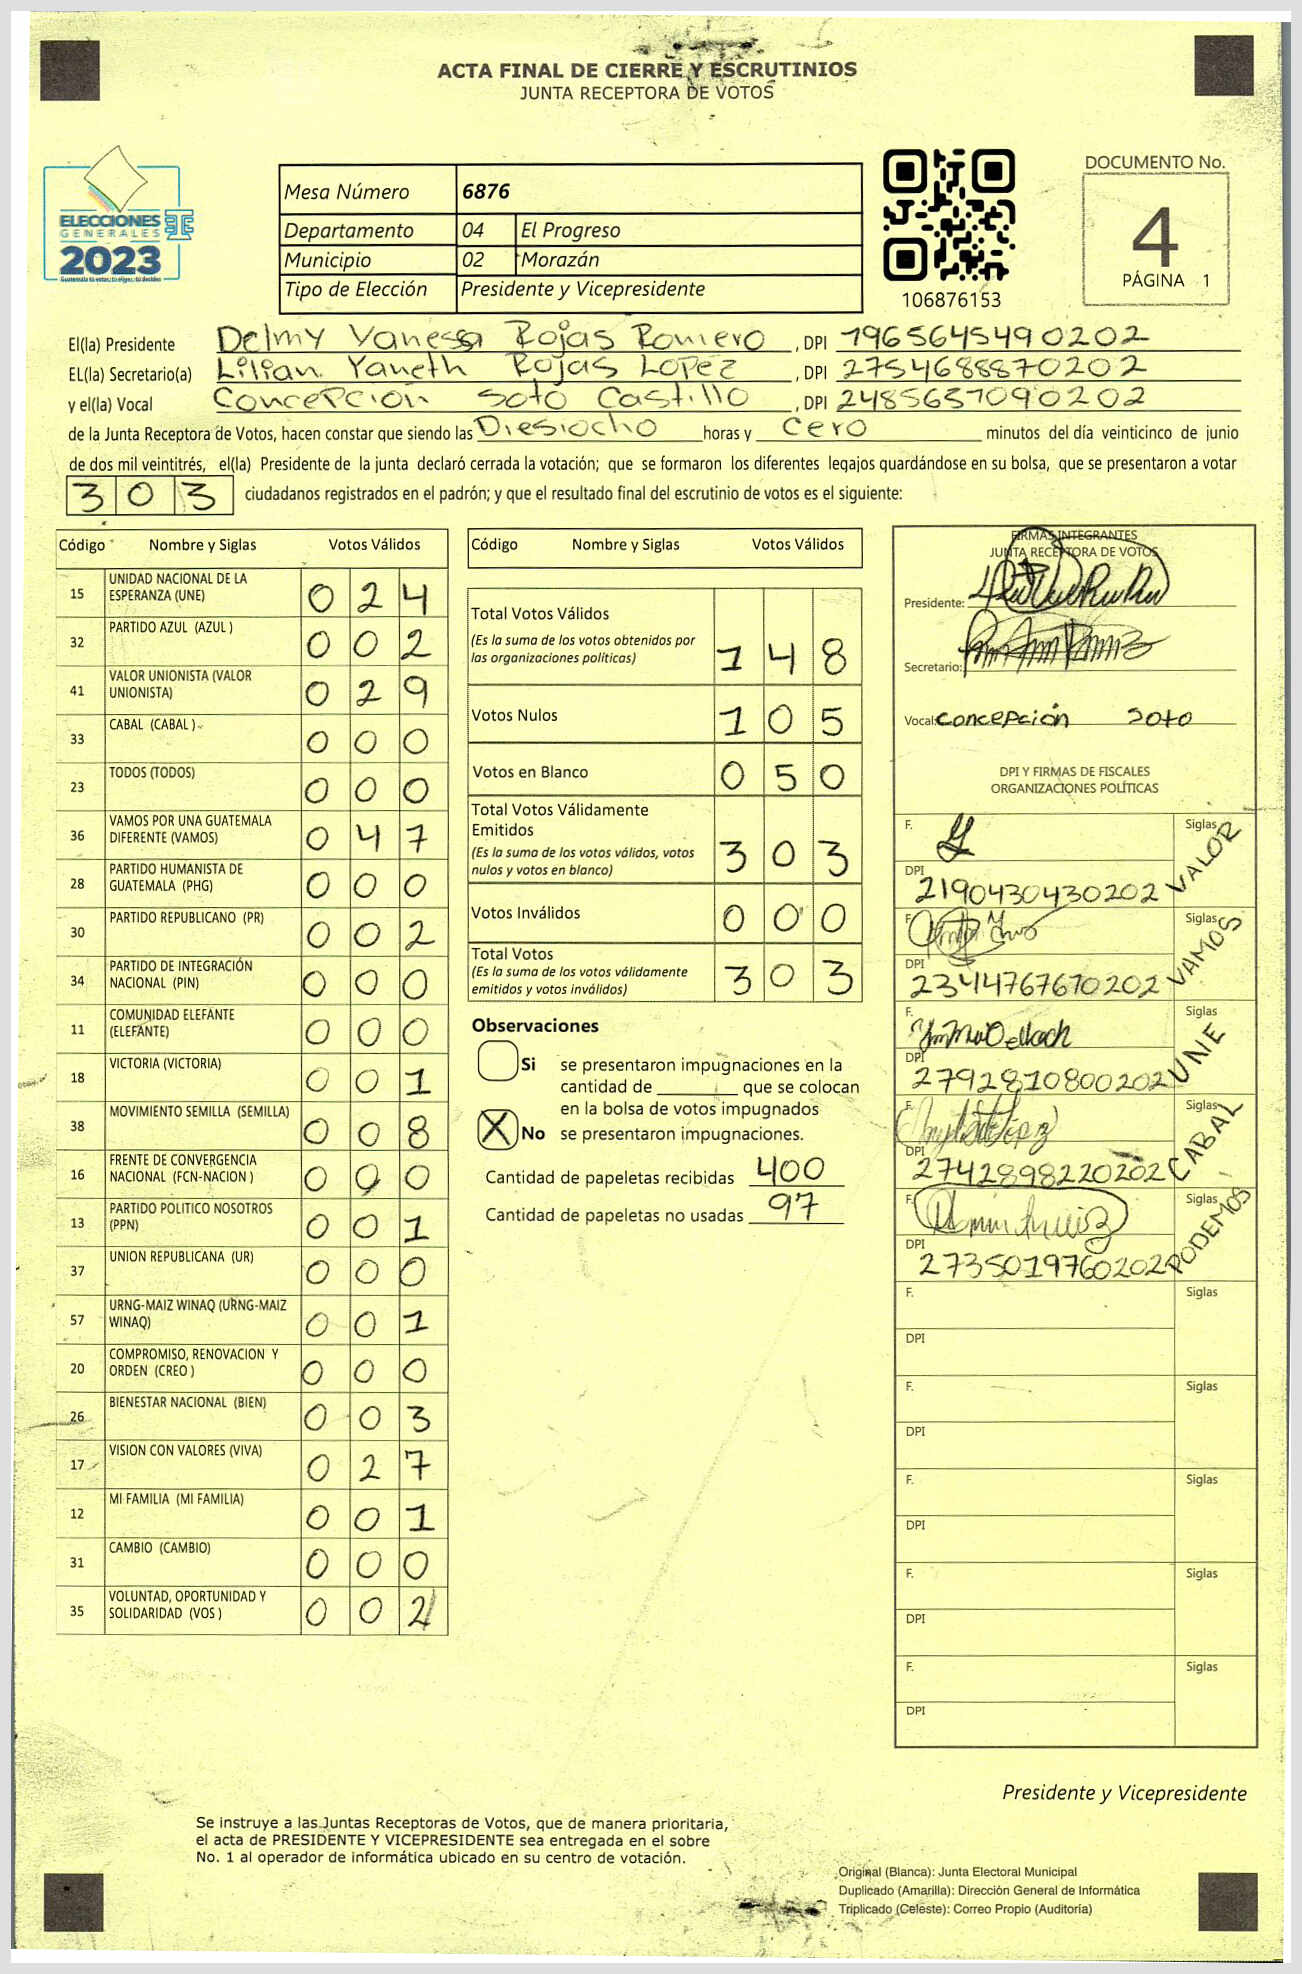 ACTA FINAL DE CIERRE Y ESCRUTINIOS
JUNTA RECEPTORA DE VOTOS
ELECCIONES
GENERALES
2023
Guatemala tu votas, tu eliges, tu decides
Mesa Número 6876
Departamento 04 El Progreso
Municipio 02 Morazán
Tipo de Elección Presidente y Vicepresidente
106876153
DOCUMENTO No.
4
PÁGINA 1
El(la) Presidente Delmy Vanessa Rojas Romero, DPI 1965645490202
EL(la) Secretario(a) Lilian Yaneth Rojas Lopez, DPI 2754688870202
y el(la) Vocal Concepción Soto Castillo, DPI 2485637090202
de la Junta Receptora de Votos, hacen constar que siendo las Diesiocho horas y cero minutos del día veinticinco de junio
de dos mil veintitrés, el(la) Presidente de la junta declaró cerrada la votación; que se formaron los diferentes legajos guardándose en su bolsa, que se presentaron a votar
303 ciudadanos registrados en el padrón; y que el resultado final del escrutinio de votos es el siguiente:
Código Nombre y Siglas Votos Válidos
15 UNIDAD NACIONAL DE LA ESPERANZA (UNE) 0 2 4
32 PARTIDO AZUL (AZUL ) 0 0 2
41 VALOR UNIONISTA (VALOR UNIONISTA) 0 2 9
33 CABAL (CABAL ) 0 0 0
23 TODOS (TODOS) 0 0 0
36 VAMOS POR UNA GUATEMALA DIFERENTE (VAMOS) 0 4 7
28 PARTIDO HUMANISTA DE GUATEMALA (PHG) 0 0 0
30 PARTIDO REPUBLICANO (PR) 0 0 2
34 PARTIDO DE INTEGRACIÓN NACIONAL (PIN) 0 0 0
11 COMUNIDAD ELEFANTE (ELEFANTE) 0 0 0
18 VICTORIA (VICTORIA) 0 0 1
38 MOVIMIENTO SEMILLA (SEMILLA) 0 0 8
16 FRENTE DE CONVERGENCIA NACIONAL (FCN-NACION ) 0 0 0
13 PARTIDO POLITICO NOSOTROS (PPN) 0 0 1
37 UNION REPUBLICANA (UR) 0 0 0
57 URNG-MAIZ WINAQ (URNG-MAIZ WINAQ) 0 0 1
20 COMPROMISO, RENOVACION Y ORDEN (CREO ) 0 0 0
26 BIENESTAR NACIONAL (BIEN) 0 0 3
17 VISION CON VALORES (VIVA) 0 2 7
12 MI FAMILIA (MI FAMILIA) 0 0 1
31 CAMBIO (CAMBIO) 0 0 0
35 VOLUNTAD, OPORTUNIDAD Y SOLIDARIDAD (VOS ) 0 0 2
Código Nombre y Siglas Votos Válidos
Total Votos Válidos 1 4 8
(Es la suma de los votos obtenidos por
las organizaciones políticas)
Votos Nulos 1 0 5
Votos en Blanco 0 5 0
Total Votos Válidamente
Emitidos 3 0 3
(Es la suma de los votos válidos, votos
nulos y votos en blanco)
Votos Inválidos 0 0 0
Total Votos 3 0 3
(Es la suma de los votos válidamente
emitidos y votos inválidos)
Observaciones
Si se presentaron impugnaciones en la
cantidad de ________ que se colocan
en la bolsa de votos impugnados
X No se presentaron impugnaciones.
Cantidad de papeletas recibidas 400
Cantidad de papeletas no usadas 97
FIRMAS INTEGRANTES
JUNTA RECEPTORA DE VOTOS
Presidente:
Secretario:
Vocal: Concepción Soto
DPI Y FIRMAS DE FISCALES
ORGANIZACIONES POLÍTICAS
F. Siglas VALOR
DPI 2190430430202
F. Siglas VAMOS
DPI 2344767670202
F. Siglas UNE
DPI 2792810800202
F. Siglas CABAL
DPI 2742898220202
F. Siglas PODEMOS
DPI 2735019760202
F. Siglas
DPI
F. Siglas
DPI
F. Siglas
DPI
F. Siglas
DPI
F. Siglas
DPI
Presidente y Vicepresidente
Se instruye a las Juntas Receptoras de Votos, que de manera prioritaria,
el acta de PRESIDENTE Y VICEPRESIDENTE sea entregada en el sobre
No. 1 al operador de informática ubicado en su centro de votación.
Original (Blanca): Junta Electoral Municipal
Duplicado (Amarilla): Dirección General de Informática
Triplicado (Celeste): Correo Propio (Auditoría)